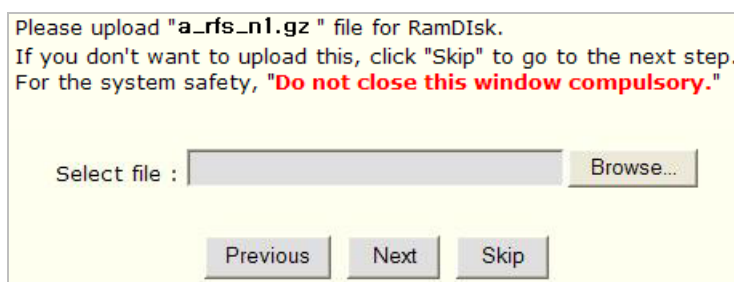 Please upload "a_rfs_n1.gz " file for RamDIsk.
If you don't want to upload this, click "Skip" to go to the next step.
For the system safety, "Do not close this window compulsory."
Select file : Browse...
Previous Next Skip